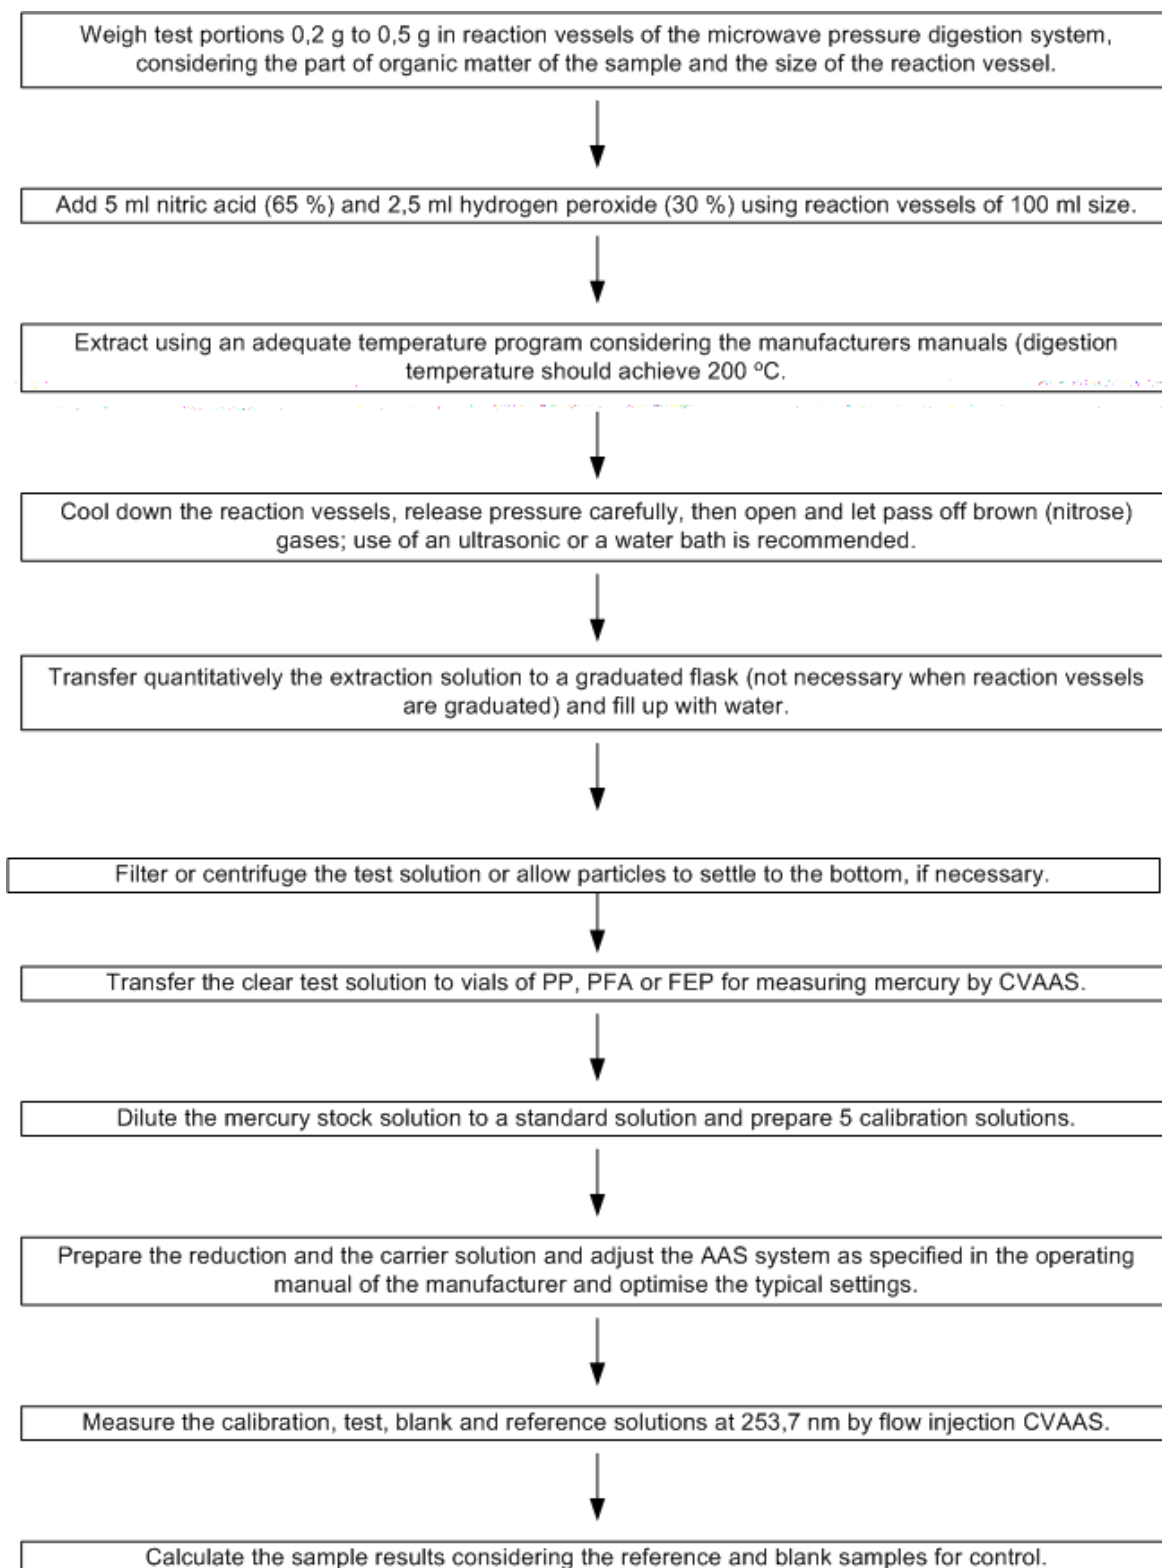 Weigh test portions 0,2 g to 0,5 g in reaction vessels of the microwave pressure digestion system,
considering the part of organic matter of the sample and the size of the reaction vessel.
Add 5 ml nitric acid (65 %) and 2,5 ml hydrogen peroxide (30 %) using reaction vessels of 100 ml size.
Extract using an adequate temperature program considering the manufacturers manuals (digestion
temperature should achieve 200 ºC.
Cool down the reaction vessels, release pressure carefully, then open and let pass off brown (nitrose)
gases; use of an ultrasonic or a water bath is recommended.
Transfer quantitatively the extraction solution to a graduated flask (not necessary when reaction vessels
are graduated) and fill up with water.
Filter or centrifuge the test solution or allow particles to settle to the bottom, if necessary.
Transfer the clear test solution to vials of PP, PFA or FEP for measuring mercury by CVAAS.
Dilute the mercury stock solution to a standard solution and prepare 5 calibration solutions.
Prepare the reduction and the carrier solution and adjust the AAS system as specified in the operating
manual of the manufacturer and optimise the typical settings.
Measure the calibration, test, blank and reference solutions at 253,7 nm by flow injection CVAAS.
Calculate the sample results considering the reference and blank samples for control.